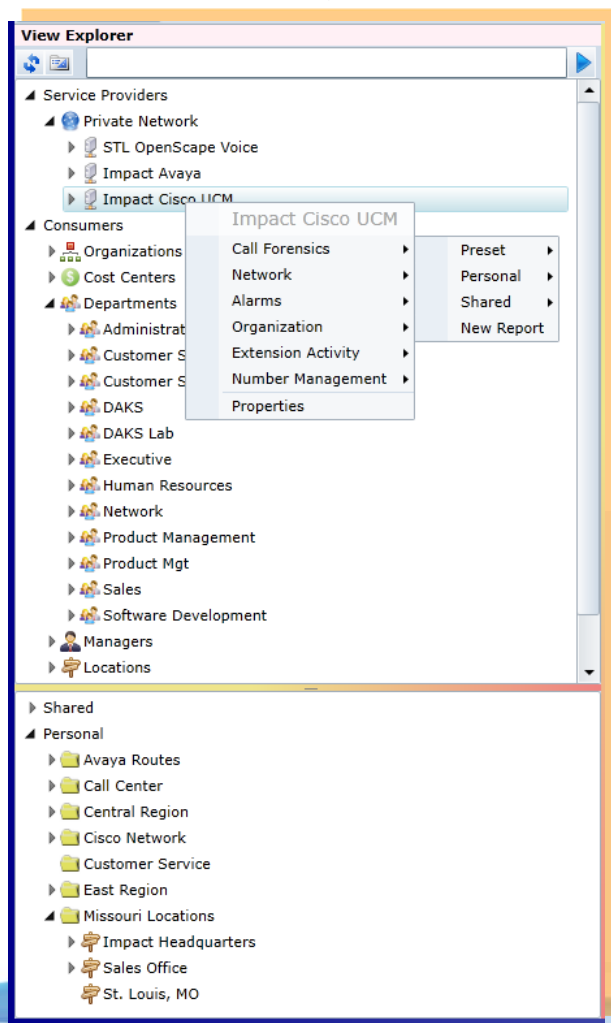 View Explorer
Service Providers
Private Network
STL OpenScape Voice
Impact Avaya
Impact Cisco UCM
Impact Cisco UCM
Call Forensics
Network
Alarms
Organization
Extension Activity
Number Management
Properties
Preset
Personal
Shared
New Report
Consumers
Organizations
Cost Centers
Departments
Administrat
Customer S
Customer S
DAKS
DAKS Lab
Executive
Human Resources
Network
Product Management
Product Mgt
Sales
Software Development
Managers
Locations
Shared
Personal
Avaya Routes
Call Center
Central Region
Cisco Network
Customer Service
East Region
Missouri Locations
Impact Headquarters
Sales Office
St. Louis, MO